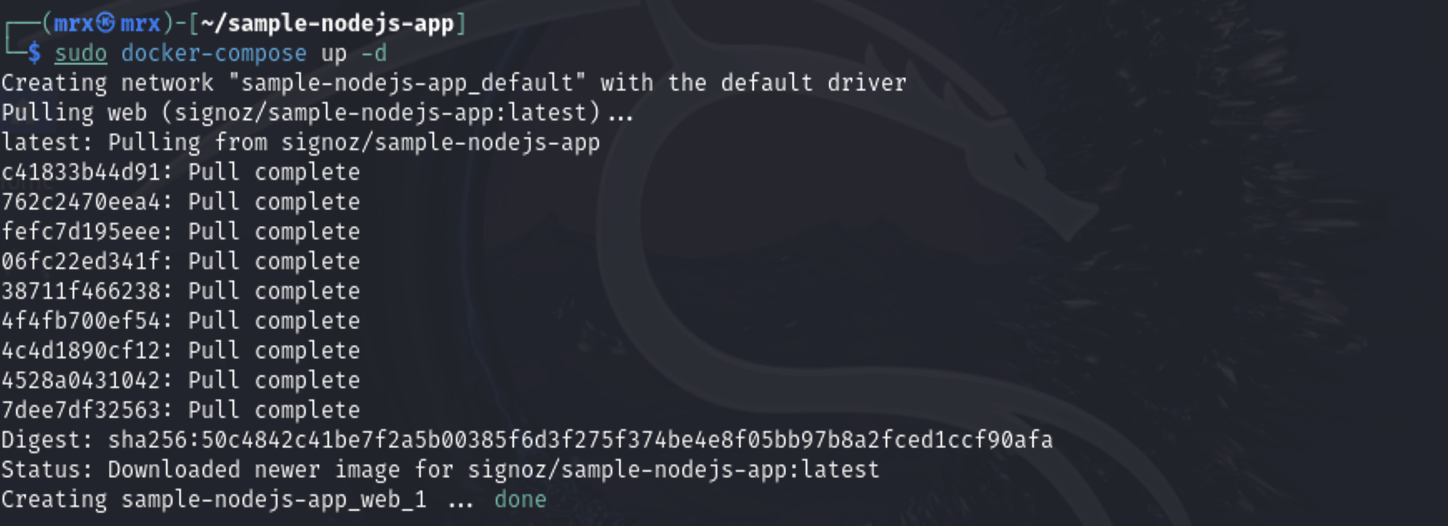 ┌──(mrx㉿mrx)-[~/sample-nodejs-app]
└─$ sudo docker-compose up -d
Creating network "sample-nodejs-app_default" with the default driver
Pulling web (signoz/sample-nodejs-app:latest)...
latest: Pulling from signoz/sample-nodejs-app
c41833b44d91: Pull complete
762c2470eea4: Pull complete
fefc7d195eee: Pull complete
06fc22ed341f: Pull complete
38711f466238: Pull complete
4f4fb700ef54: Pull complete
4c4d1890cf12: Pull complete
4528a0431042: Pull complete
7dee7df32563: Pull complete
Digest: sha256:50c4842c41be7f2a5b00385f6d3f275f374be4e8f05bb97b8a2fced1ccf90afa
Status: Downloaded newer image for signoz/sample-nodejs-app:latest
Creating sample-nodejs-app_web_1 ... done